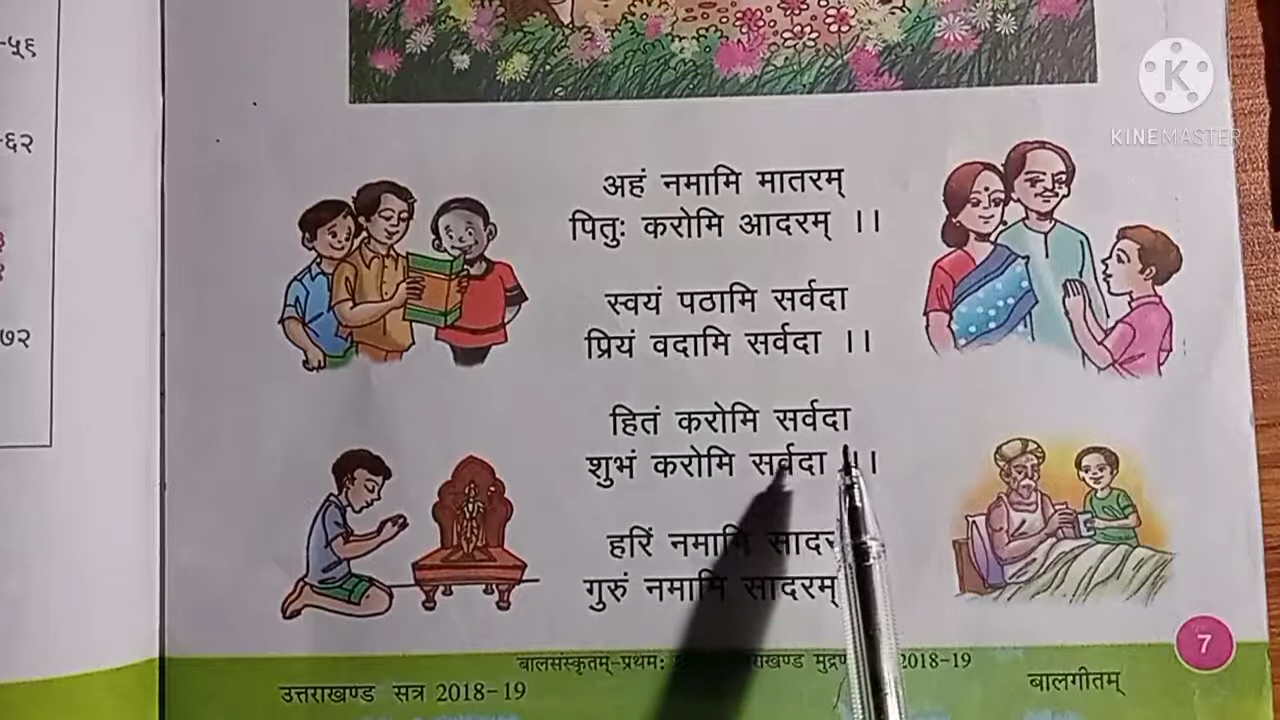 -५६
-६२
७२
KINEMASTER
अहं नमामि मातरम्
पितुः करोमि आदरम् ।।
स्वयं पठामि सर्वदा
प्रियं वदामि सर्वदा ।।
हितं करोमि सर्वदा
शुभं करोमि सर्वदा ।।
हरिं नमामि
गुरुं नमामि सादरम्
7
बालसंस्कृतम्-प्रथमः 2018-19
उत्तराखण्ड सत्र 2018-19
बालगीतम्